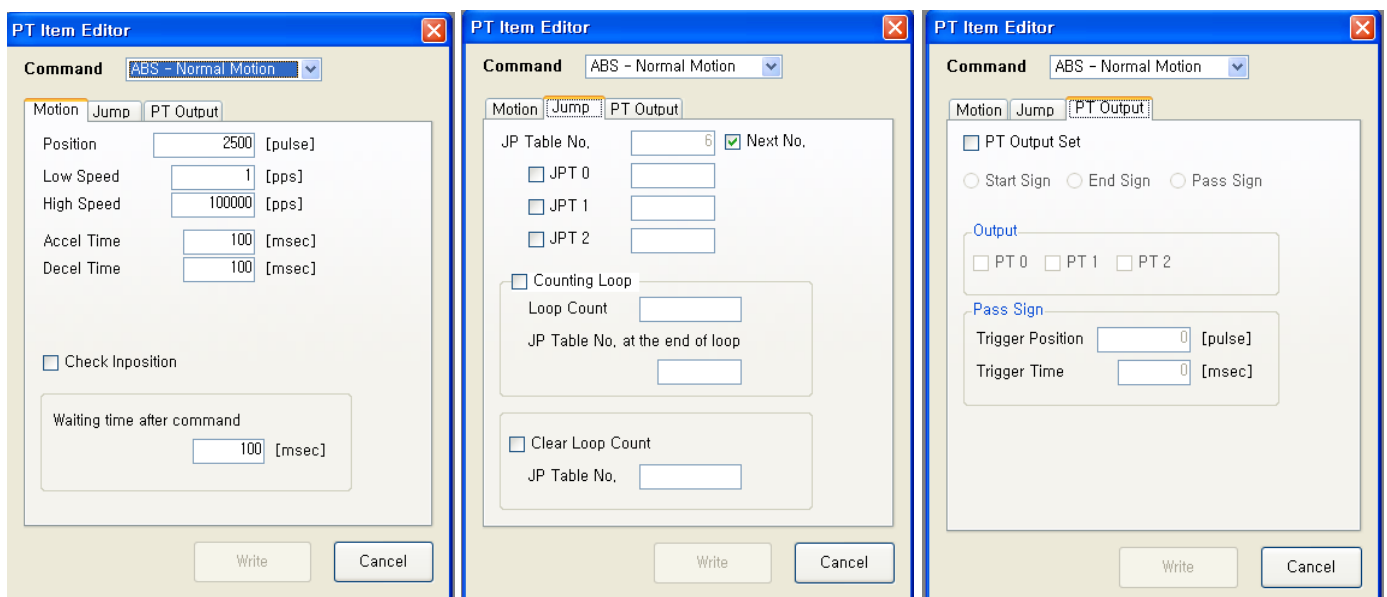 PT Item Editor
Command ABS - Normal Motion
Motion Jump PT Output
Position 2500 [pulse]
Low Speed 1 [pps]
High Speed 100000 [pps]
Accel Time 100 [msec]
Decel Time 100 [msec]
Check Inposition
Waiting time after command
100 [msec]
Write Cancel
PT Item Editor
Command ABS - Normal Motion
Motion Jump PT Output
JP Table No. 6 Next No.
JPT 0
JPT 1
JPT 2
Counting Loop
Loop Count
JP Table No. at the end of loop
Clear Loop Count
JP Table No.
Write Cancel
PT Item Editor
Command ABS - Normal Motion
Motion Jump PT Output
PT Output Set
Start Sign End Sign Pass Sign
Output
PT 0 PT 1 PT 2
Pass Sign
Trigger Position 0 [pulse]
Trigger Time 0 [msec]
Write Cancel